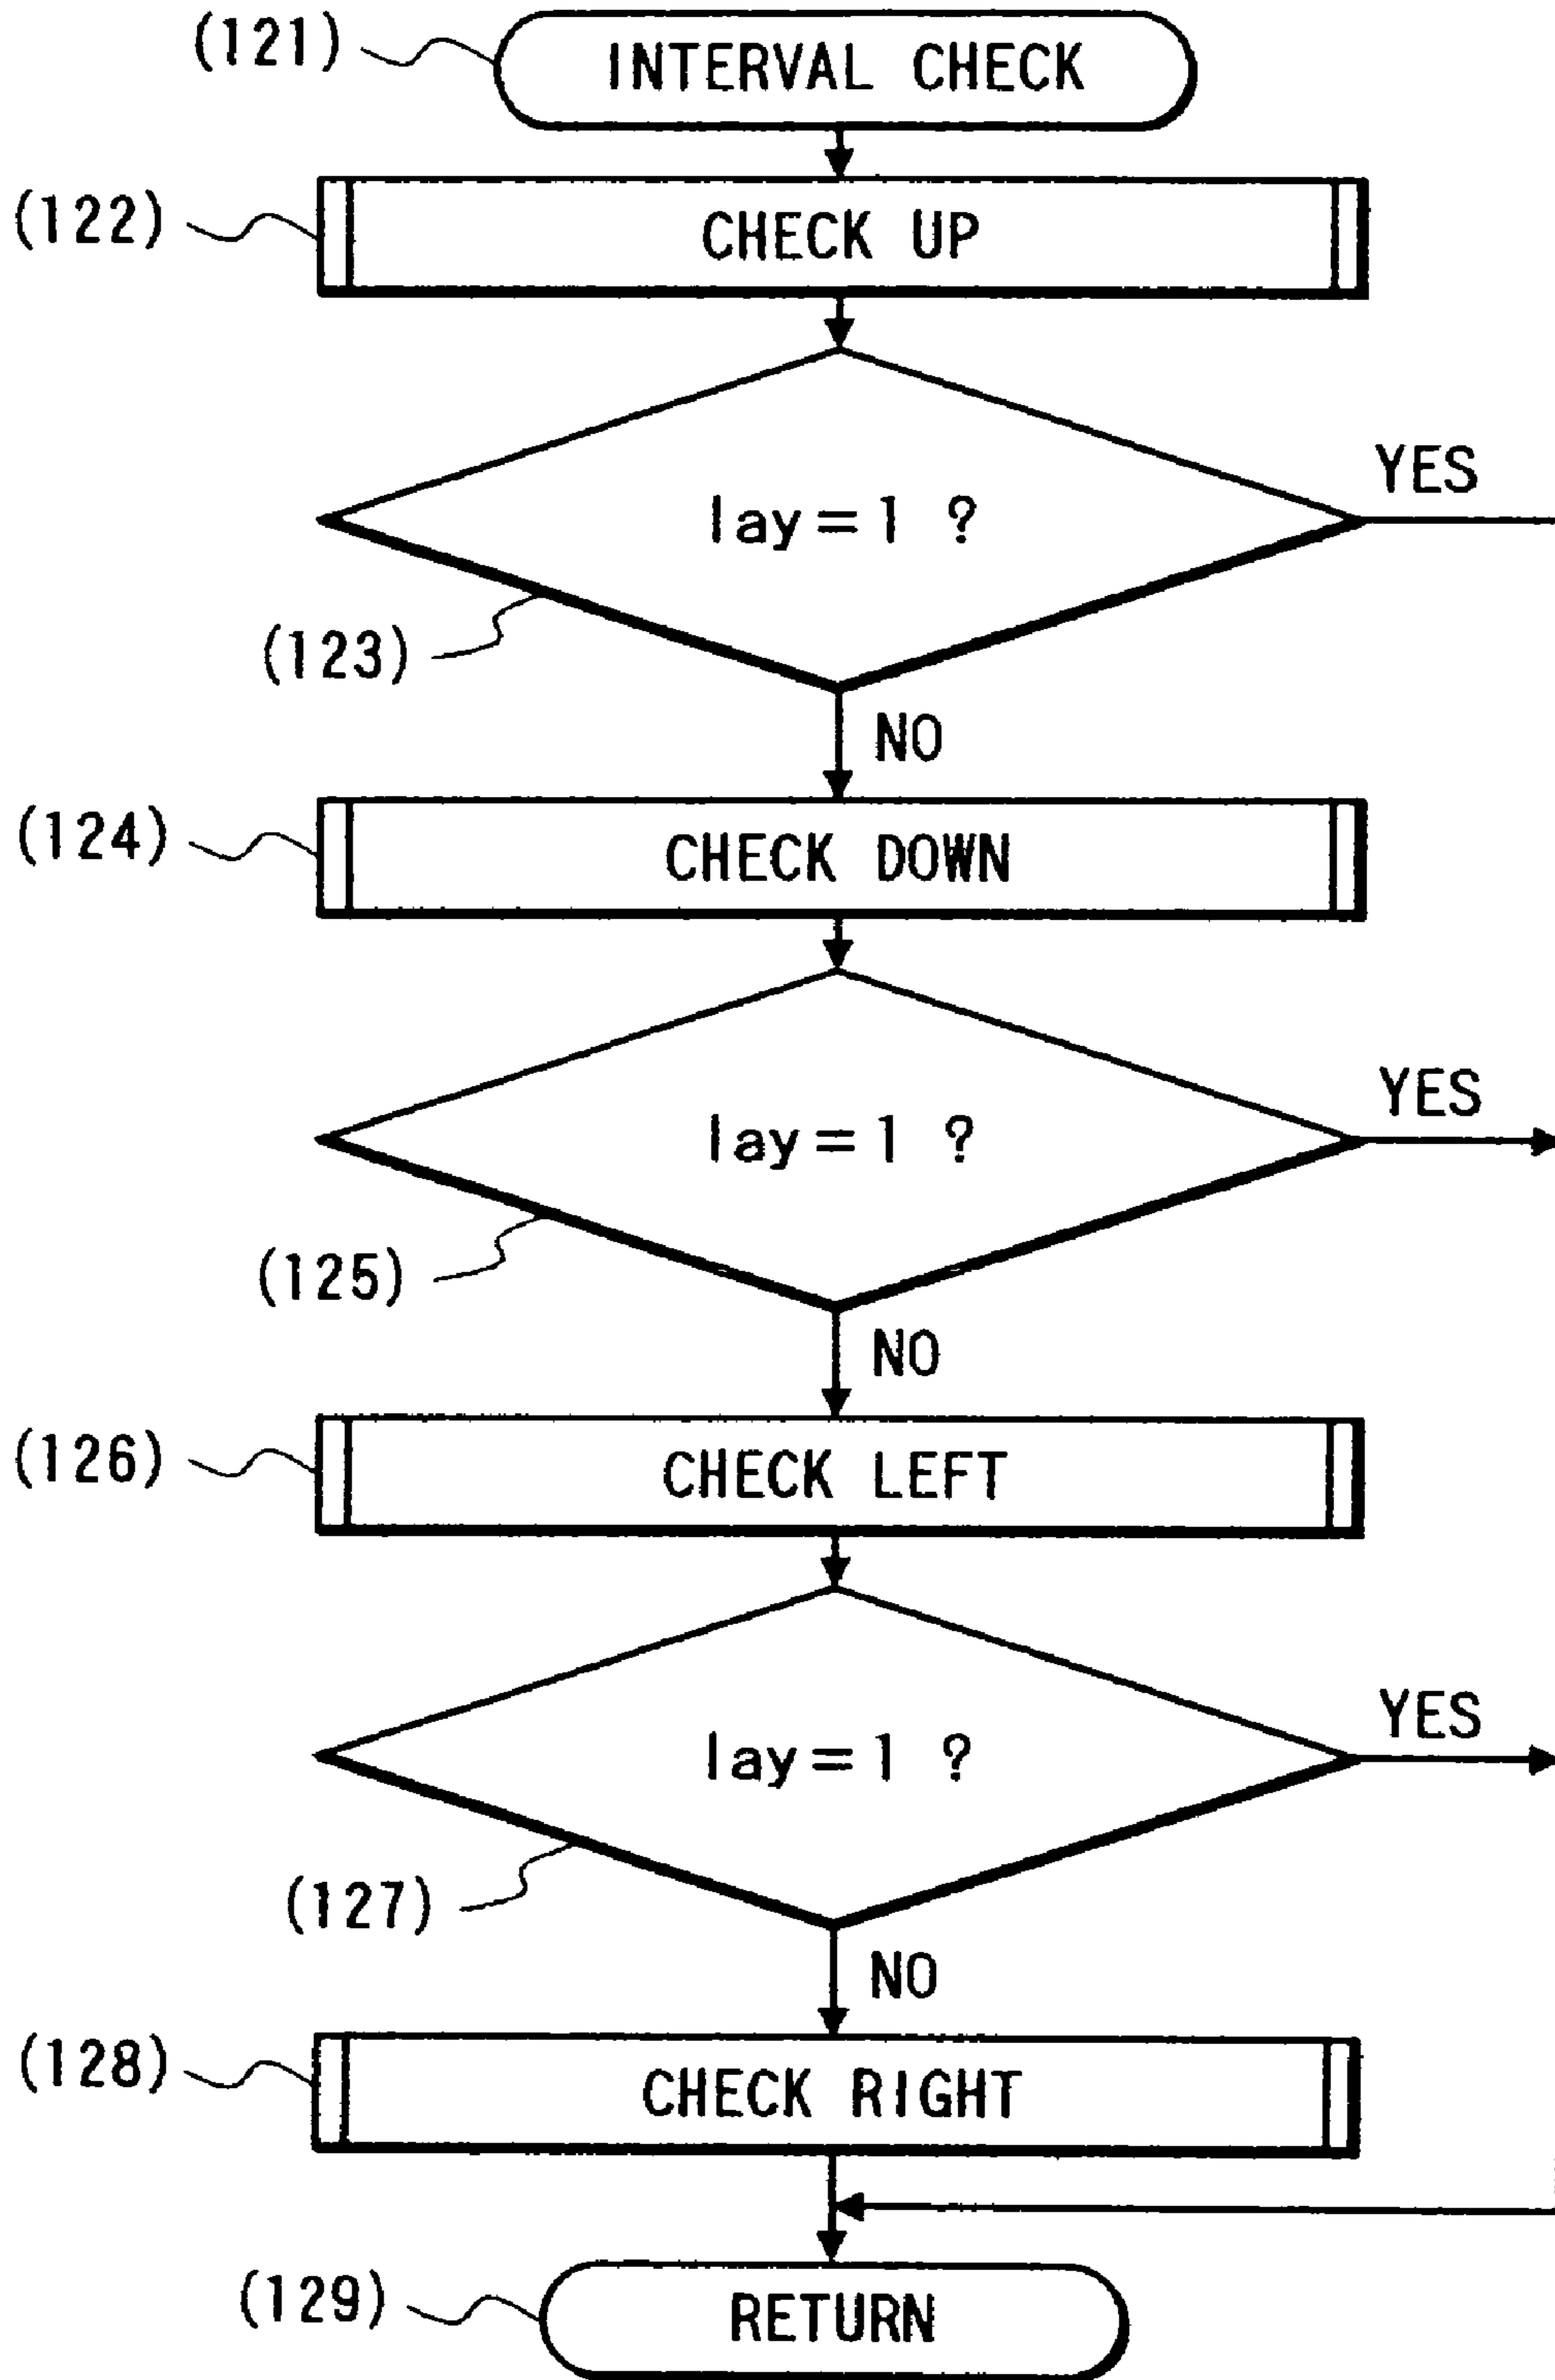 (121) INTERVAL CHECK
(122) CHECK UP
lay=1 ?
YES
(123)
NO
(124) CHECK DOWN
lay=1 ?
YES
(125)
NO
(126) CHECK LEFT
lay=1 ?
YES
(127)
NO
(128) CHECK RIGHT
(129) RETURN